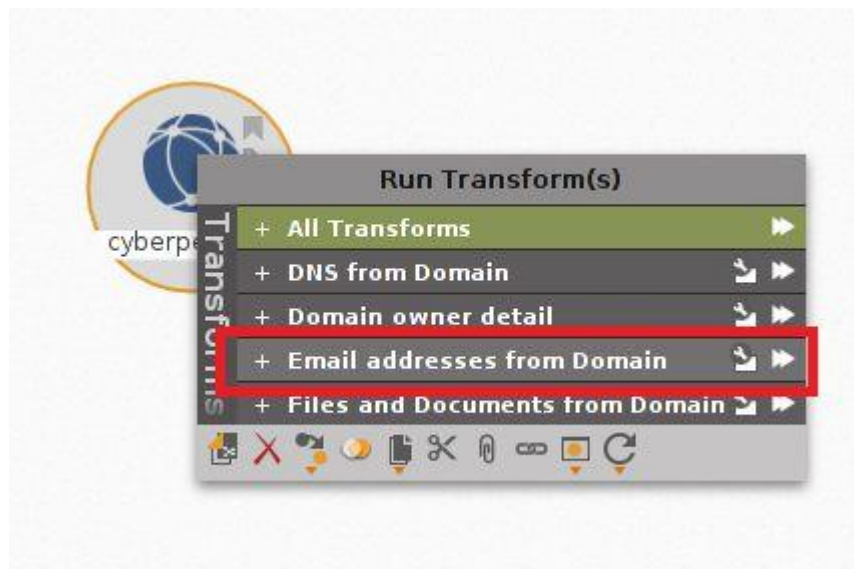 Run Transform(s)
Transforms
+ All Transforms
+ DNS from Domain
+ Domain owner detail
+ Email addresses from Domain
+ Files and Documents from Domain